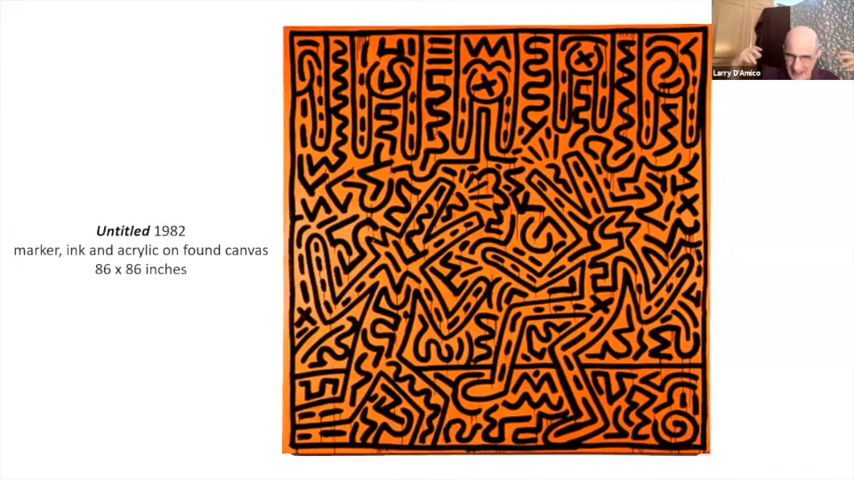 Untitled 1982
marker, ink and acrylic on found canvas
86 x 86 inches
Larry D'Amico